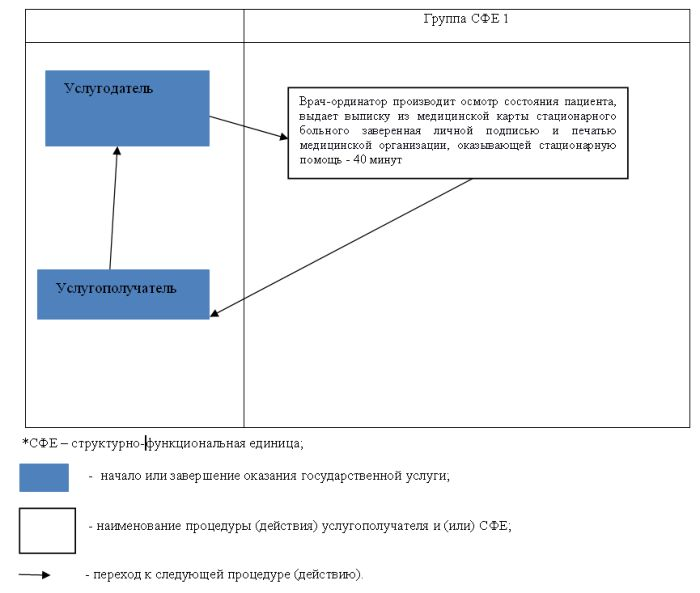 Группа СФЕ 1
Услугодатель
Врач-ординатор производит осмотр состояния пациента,
выдает выписку из медицинской карты стационарного
больного заверенная личной подписью и печатью
медицинской организации, оказывающей стационарную
помощь - 40 минут
Услугополучатель
*СФЕ – структурно-функциональная единица;
- начало или завершение оказания государственной услуги;
- наименование процедуры (действия) услугополучателя и (или) СФЕ;
- переход к следующей процедуре (действию).